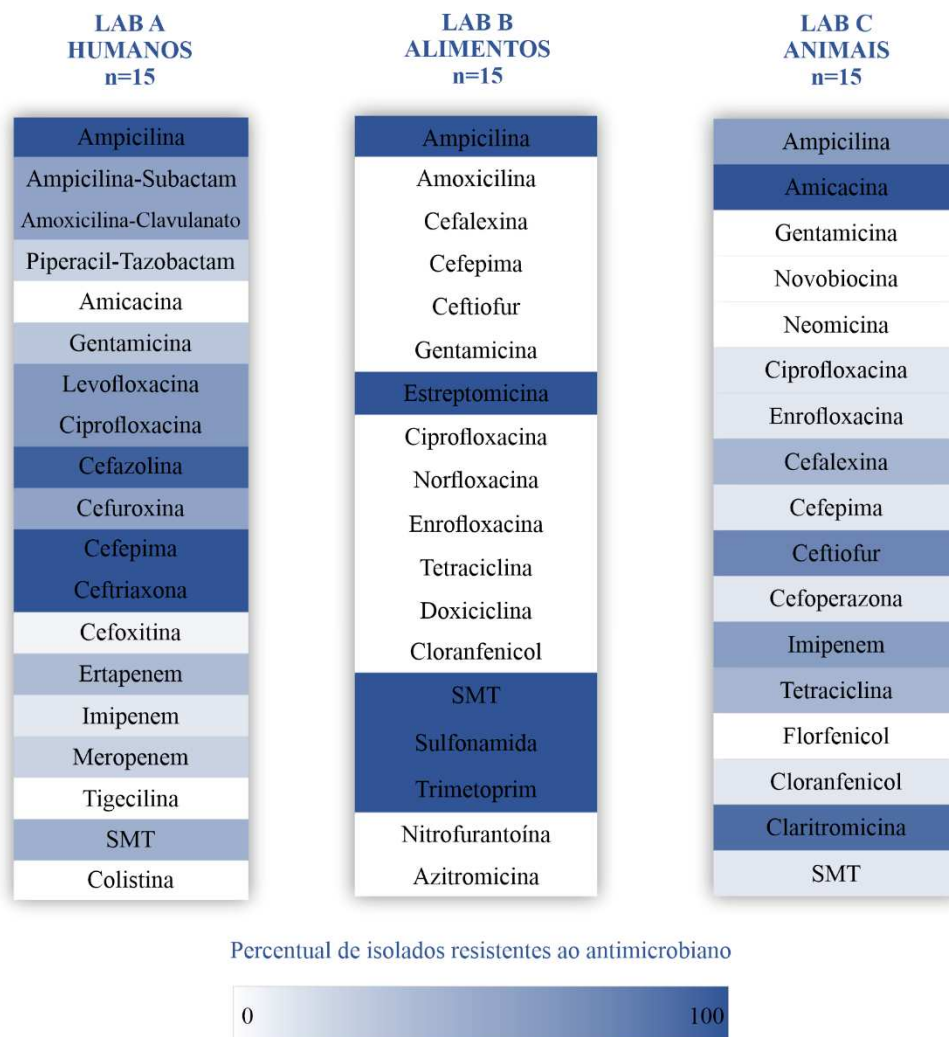 LAB A
HUMANOS
n=15
Ampicilina
Ampicilina-Subactam
Amoxicilina-Clavulanato
Piperacil-Tazobactam
Amicacina
Gentamicina
Levofloxacina
Ciprofloxacina
Cefazolina
Cefuroxina
Cefepima
Ceftriaxona
Cefoxitina
Ertapenem
Imipenem
Meropenem
Tigecilina
SMT
Colistina
LAB B
ALIMENTOS
n=15
Ampicilina
Amoxicilina
Cefalexina
Cefepima
Ceftiofur
Gentamicina
Estreptomicina
Ciprofloxacina
Norfloxacina
Enrofloxacina
Tetraciclina
Doxiciclina
Cloranfenicol
SMT
Sulfonamida
Trimetoprim
Nitrofurantoína
Azitromicina
LAB C
ANIMAIS
n=15
Ampicilina
Amicacina
Gentamicina
Novobiocina
Neomicina
Ciprofloxacina
Enrofloxacina
Cefalexina
Cefepima
Ceftiofur
Cefoperazona
Imipenem
Tetraciclina
Florfenicol
Cloranfenicol
Claritromicina
SMT
Percentual de isolados resistentes ao antimicrobiano
0 100